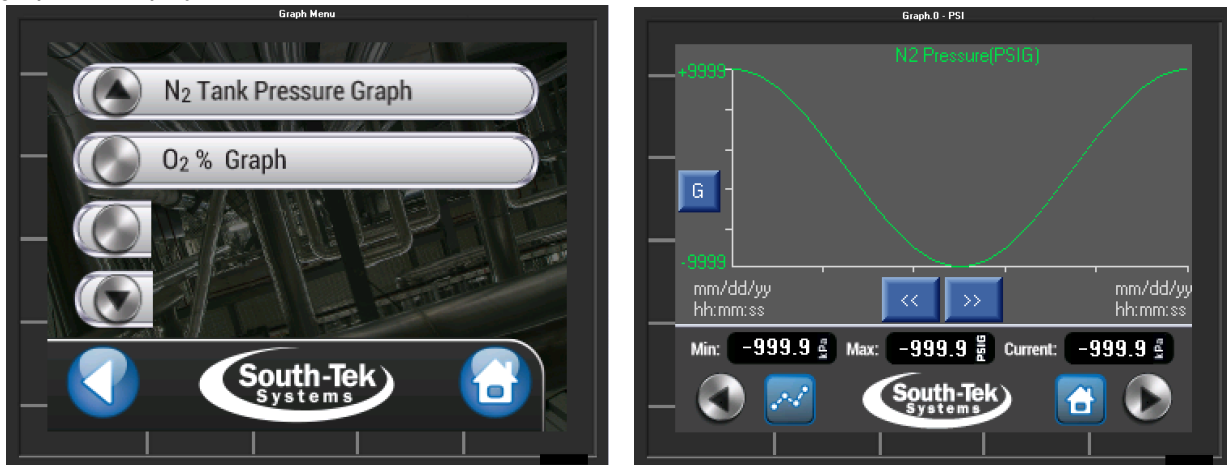 Graph Menu
N₂ Tank Pressure Graph
O₂ % Graph
South-Tek
Systems
Graph.0 - PSI
N2 Pressure(PSIG)
+9999
G
-9999
mm/dd/yy
hh:mm:ss
<< >>
mm/dd/yy
hh:mm:ss
Min: -999.9 kPa Max: -999.9 PSIG Current: -999.9 kPa
South-Tek
Systems